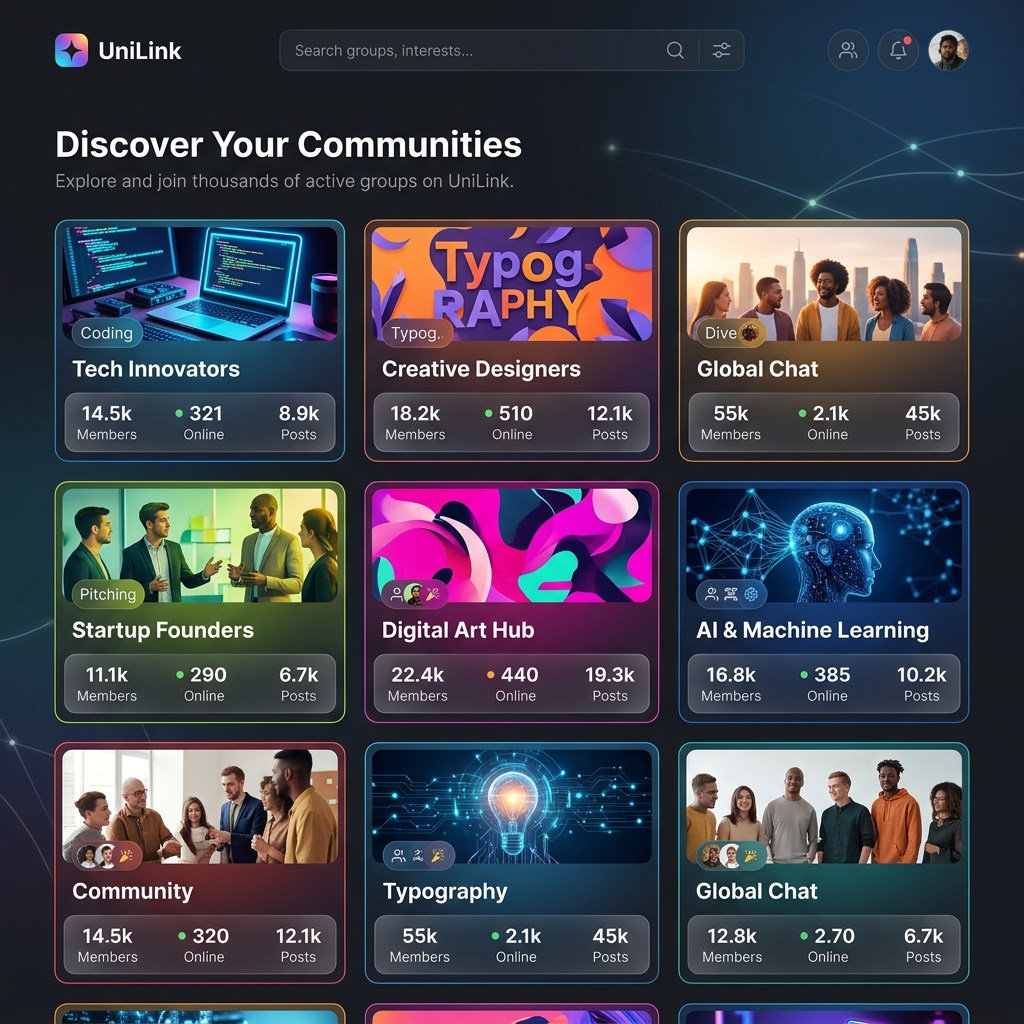 UniLink
Search groups, interests...
Discover Your Communities
Explore and join thousands of active groups on UniLink.
Typog
RAPHY
Coding
Typog..
Dive
Tech Innovators
Creative Designers
Global Chat
14.5k 321 8.9k
Members Online Posts
18.2k 510 12.1k
Members Online Posts
55k 2.1k 45k
Members Online Posts
Pitching
Startup Founders
Digital Art Hub
AI & Machine Learning
11.1k 290 6.7k
Members Online Posts
22.4k 440 19.3k
Members Online Posts
16.8k 385 10.2k
Members Online Posts
Community
Typography
Global Chat
14.5k 320 12.1k
Members Online Posts
55k 2.1k 45k
Members Online Posts
12.8k 2.70 6.7k
Members Online Posts